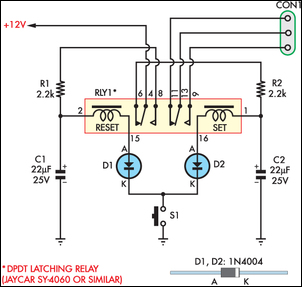 CON1
+12V
R1
2.2k
RLY1*
6 4 8 11 13 9
R2
2.2k
2
RESET
SET
1
15
16
C1
22µF
25V
A
D1
K
A
D2
K
C2
22µF
25V
S1
*DPDT LATCHING RELAY
(JAYCAR SY-4060 OR SIMILAR)
D1, D2: 1N4004
A
K